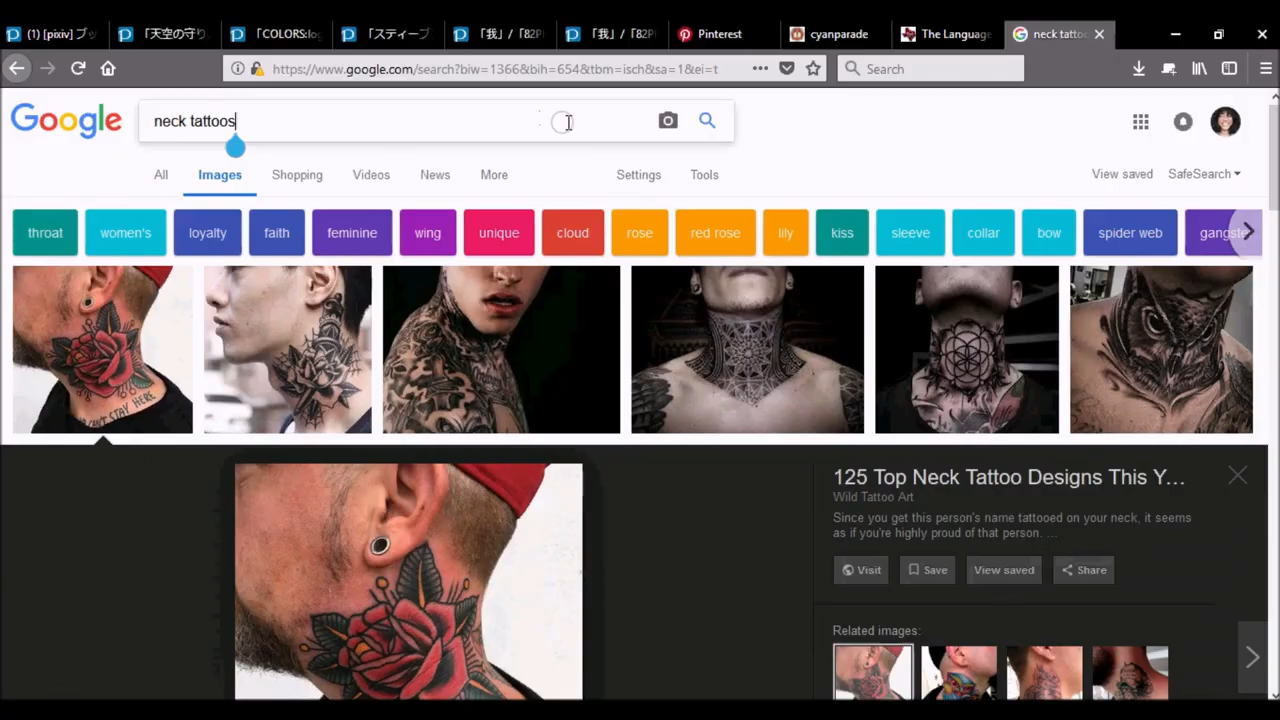 (1) [pixiv] ブッ
「天空の守り
「COLORS:lo
「スティーブ
「我」/「82P
「我」/「82P
Pinterest
cyanparade
The Language
neck tattoo
https://www.google.com/search?biw=1366&bih=654&tbm=isch&sa=1&ei=t
Search
Google
neck tattoos
All
Images
Shopping
Videos
News
More
Settings
Tools
View saved
SafeSearch
throat
women's
loyalty
faith
feminine
wing
unique
cloud
rose
red rose
lily
kiss
sleeve
collar
bow
spider web
gangste
CAN'T STAY HERE
125 Top Neck Tattoo Designs This Y...
Wild Tattoo Art
Since you get this person's name tattooed on your neck, it seems
as if you're highly proud of that person. ...
Visit
Save
View saved
Share
Related images: